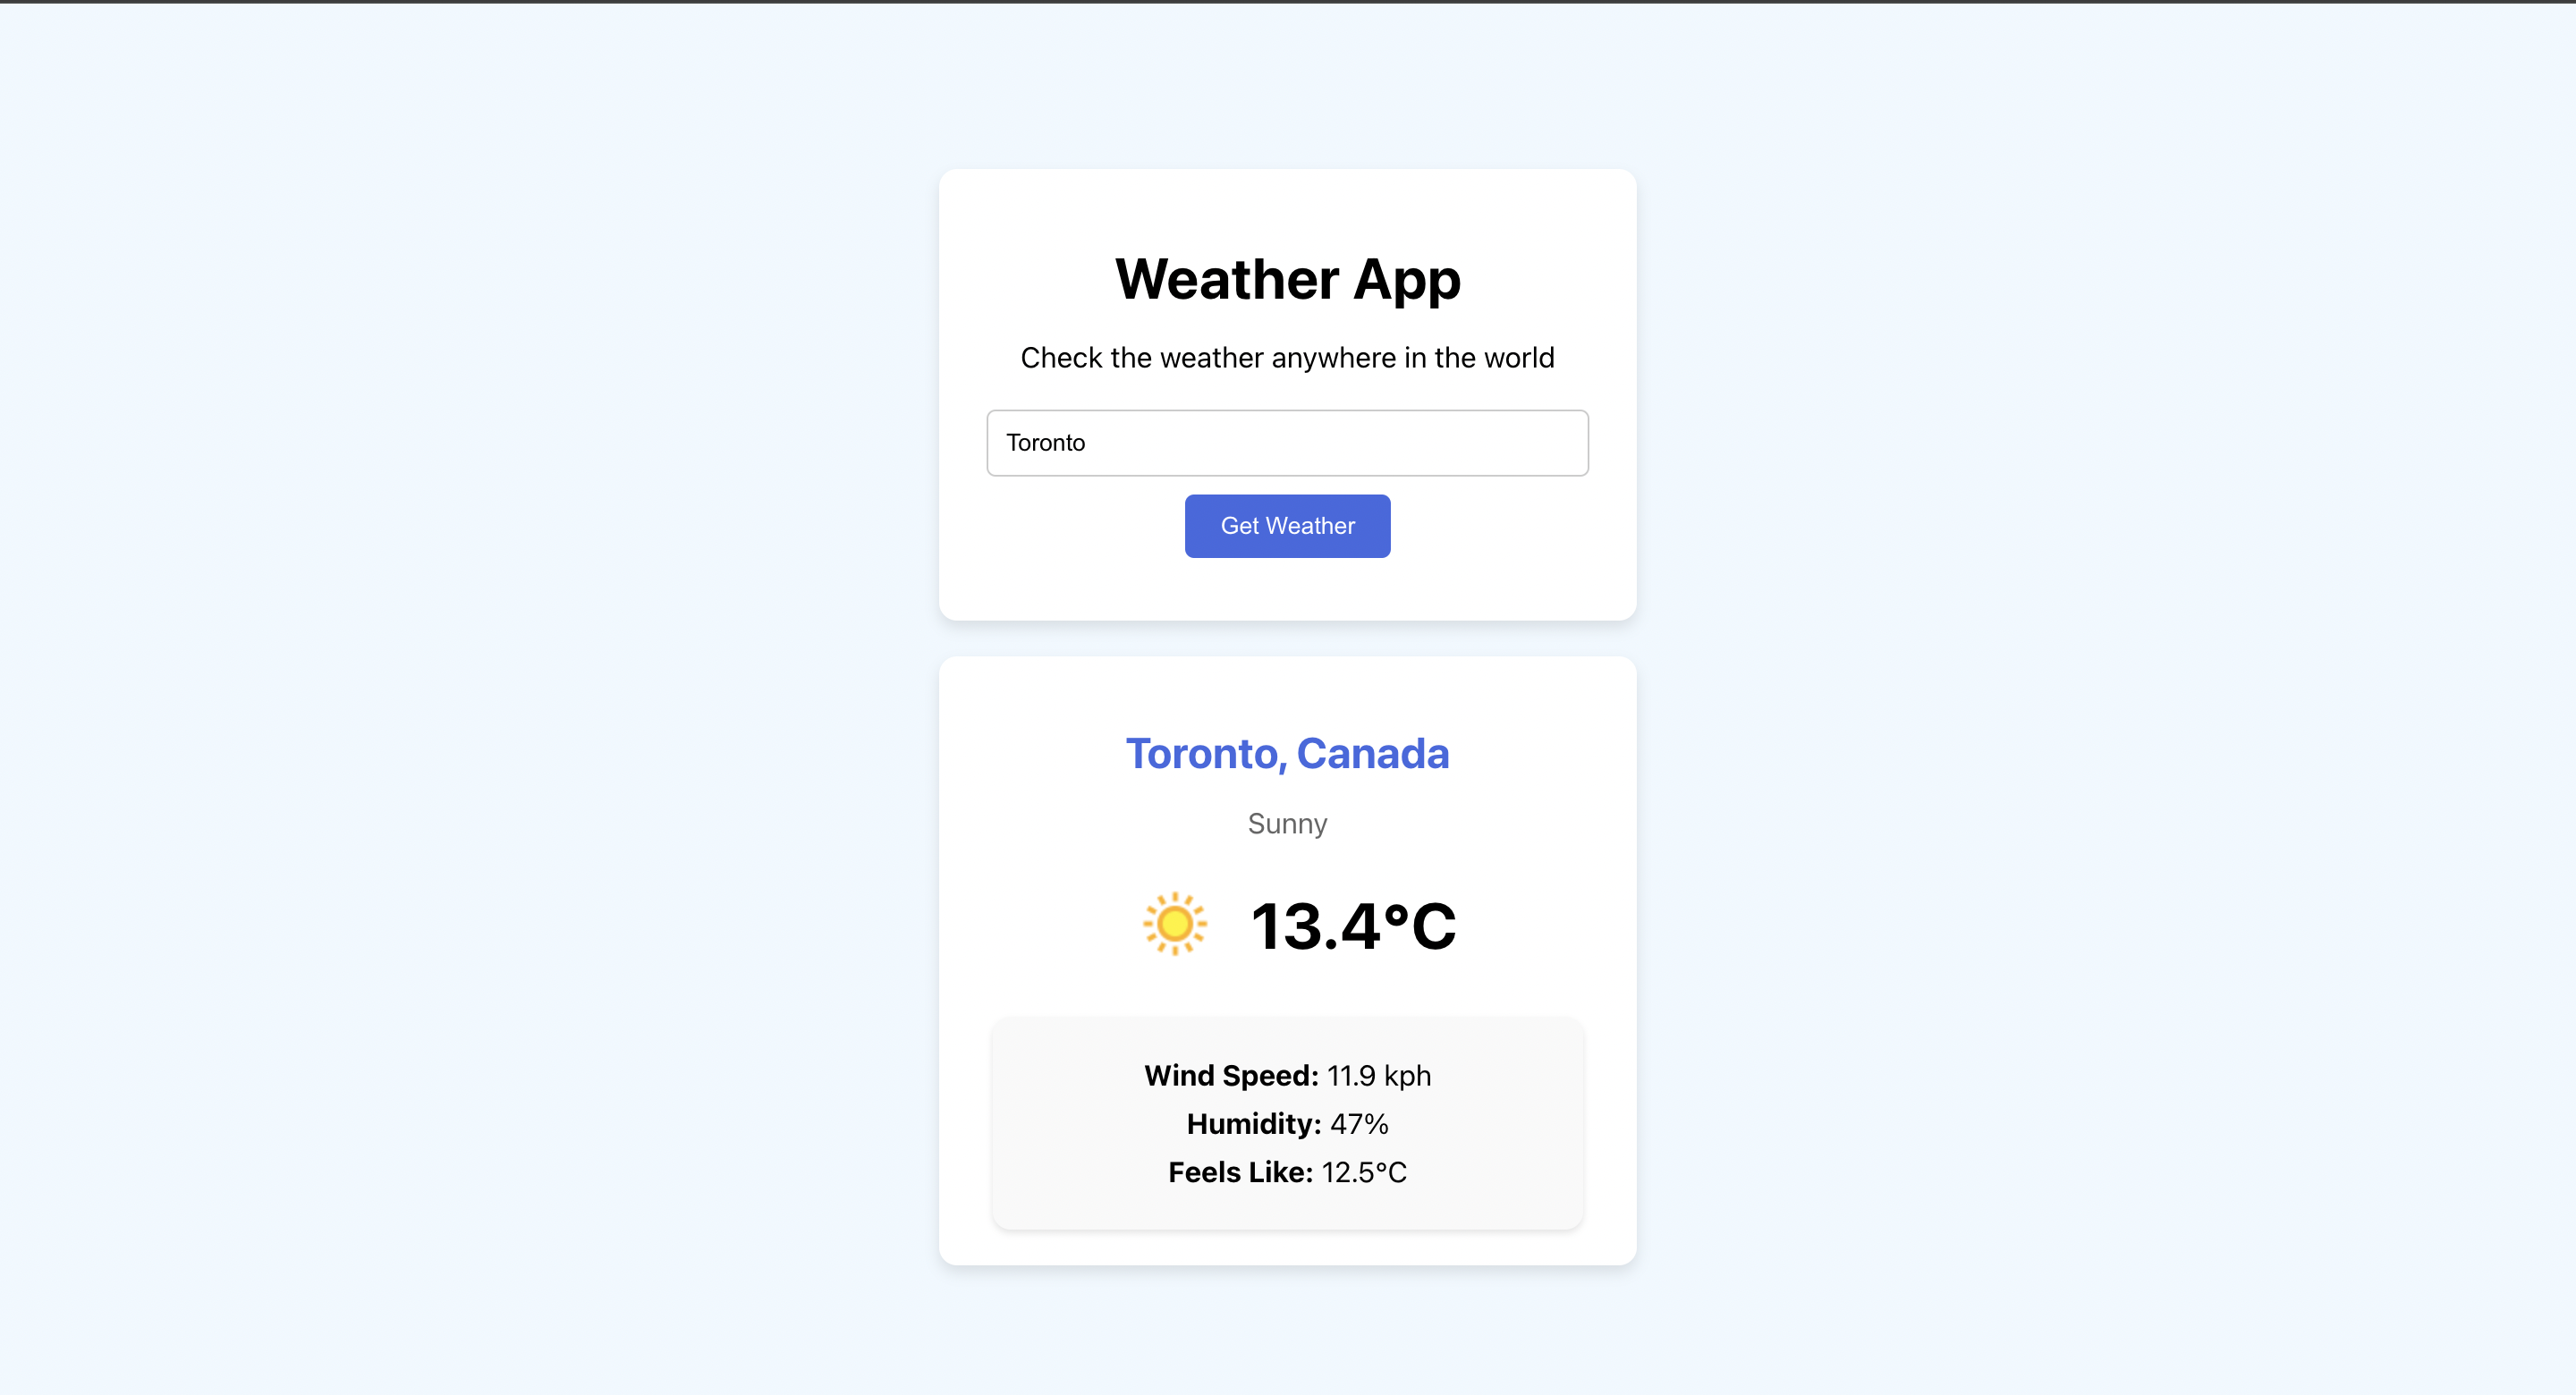 Weather App
Check the weather anywhere in the world
Toronto
Get Weather
Toronto, Canada
Sunny
13.4°C
Wind Speed: 11.9 kph
Humidity: 47%
Feels Like: 12.5°C